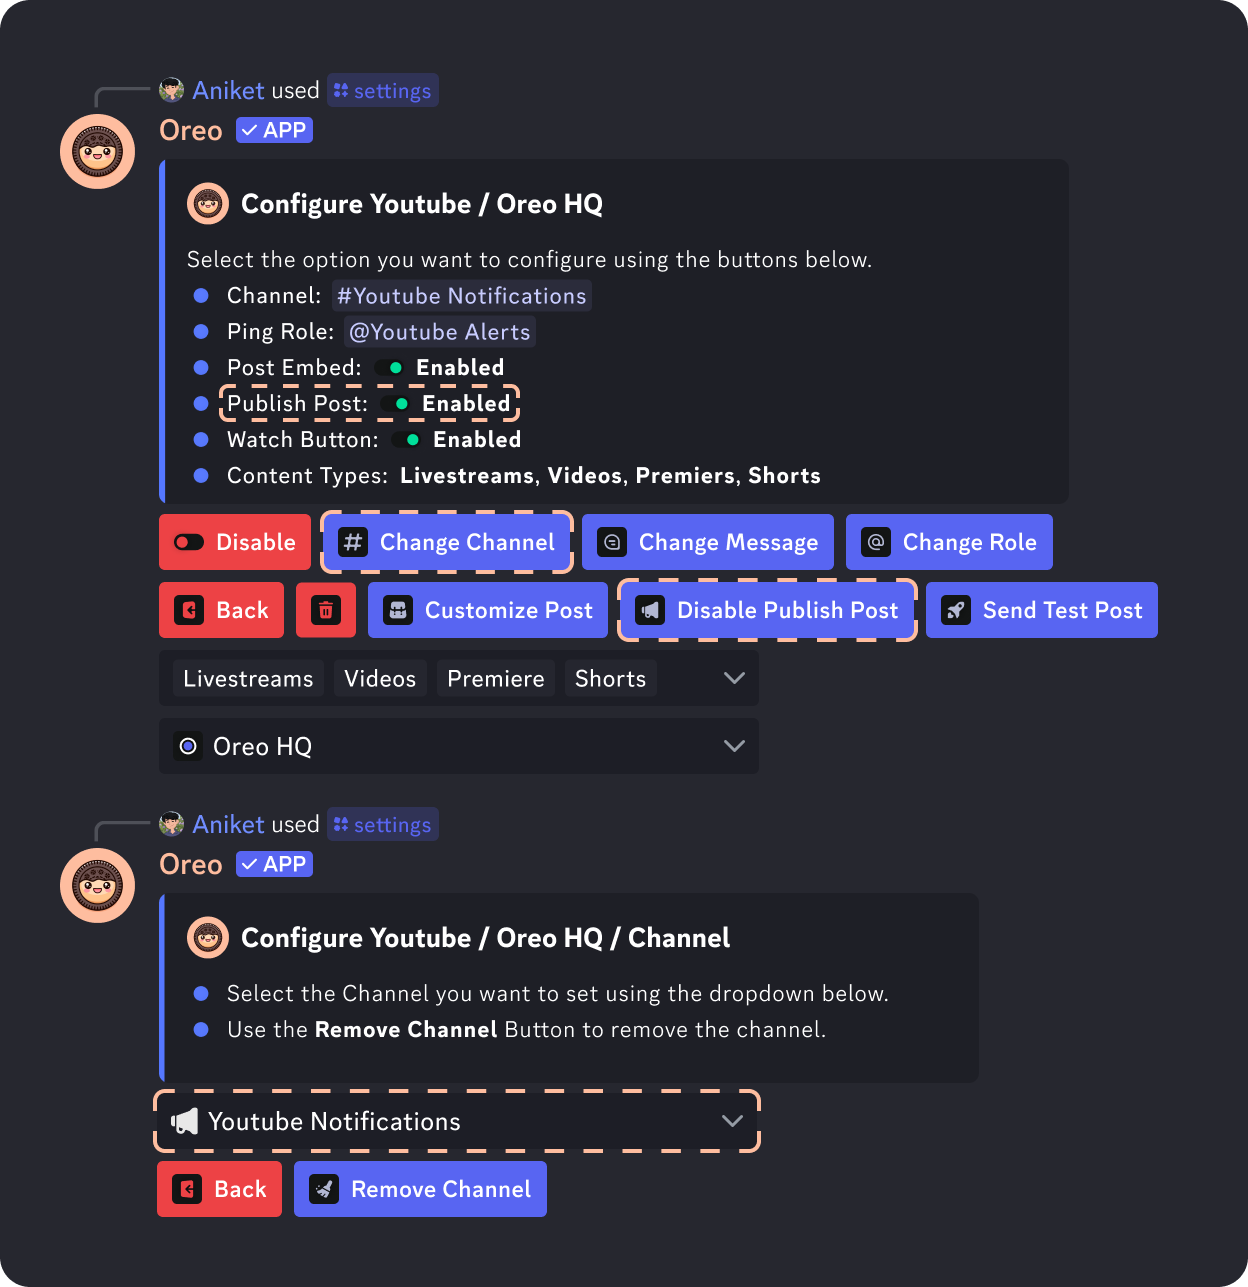 Aniket used settings
Oreo APP
Configure Youtube / Oreo HQ
Select the option you want to configure using the buttons below.
Channel: #Youtube Notifications
Ping Role: @Youtube Alerts
Post Embed: Enabled
Publish Post: Enabled
Watch Button: Enabled
Content Types: Livestreams, Videos, Premiers, Shorts
Disable # Change Channel Change Message @ Change Role
Back Customize Post Disable Publish Post Send Test Post
Livestreams Videos Premiere Shorts
Oreo HQ
Aniket used settings
Oreo APP
Configure Youtube / Oreo HQ / Channel
Select the Channel you want to set using the dropdown below.
Use the Remove Channel Button to remove the channel.
Youtube Notifications
Back Remove Channel